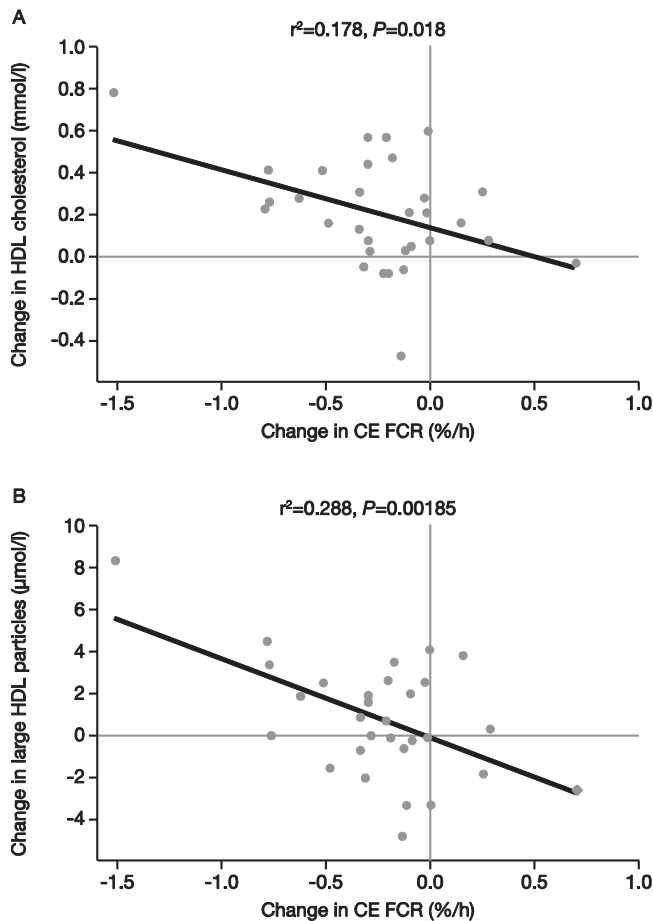 A
r²=0.178, P=0.018
Change in HDL cholesterol (mmol/l)
1.0
0.8
0.6
0.4
0.2
0.0
-0.2
-0.4
-1.5 -1.0 -0.5 0.0 0.5 1.0
Change in CE FCR (%/h)
B
r²=0.288, P=0.00185
Change in large HDL particles (µmol/l)
10
8
6
4
2
0
-2
-4
-1.5 -1.0 -0.5 0.0 0.5 1.0
Change in CE FCR (%/h)